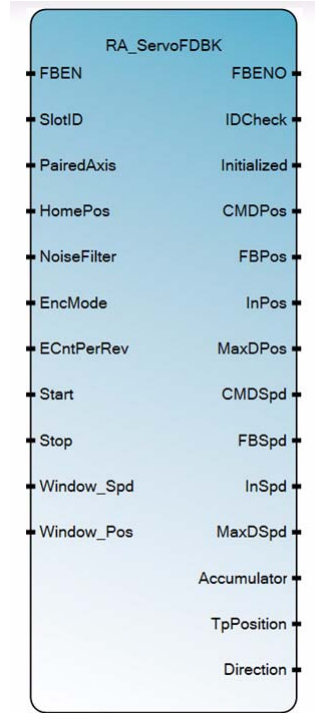 RA_ServoFDBK
FBEN FBENO
SlotID IDCheck
PairedAxis Initialized
HomePos CMDPos
NoiseFilter FBPos
EncMode InPos
ECntPerRev MaxDPos
Start CMDSpd
Stop FBSpd
Window_Spd InSpd
Window_Pos MaxDSpd
Accumulator
TpPosition
Direction